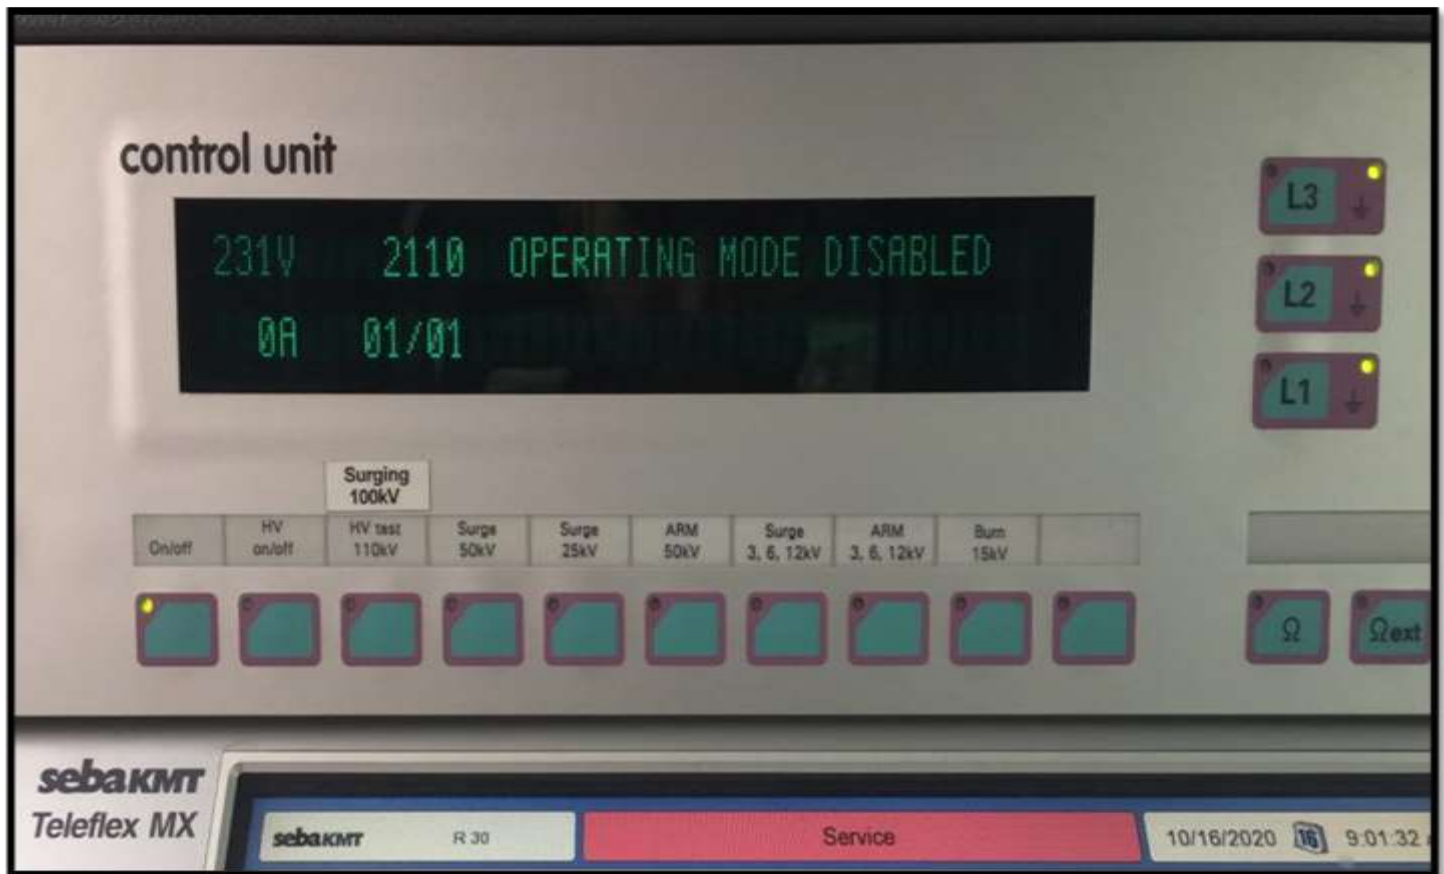 control unit
231V 2110 OPERATING MODE DISABLED
0A 01/01
L3
L2
L1
Surging
100kV
On/off
HV
on/off
HV test
110kV
Surge
50kV
Surge
25kV
ARM
50kV
Surge
3, 6, 12kV
ARM
3, 6, 12kV
Burn
15kV
Ω
Ωext
sebaKMT
Teleflex MX
sebaKMT R 30 Service 10/16/2020 16 9:01:32